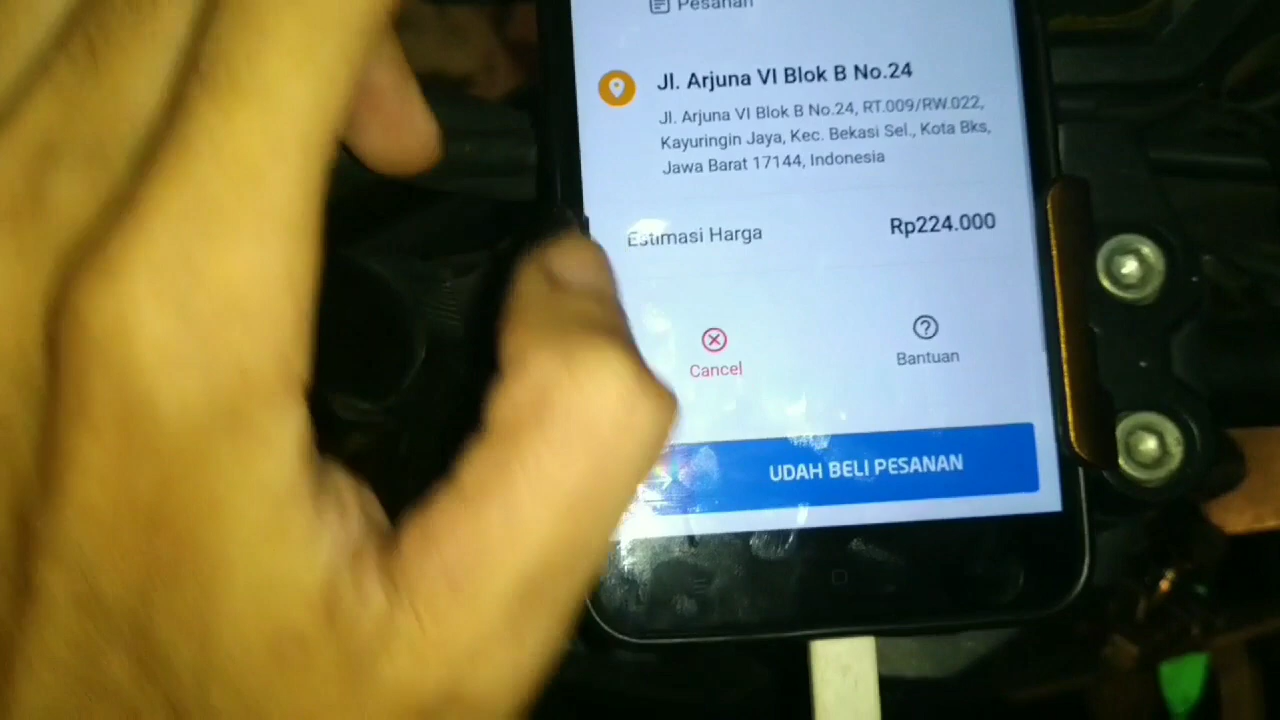 Pesanan
Jl. Arjuna VI Blok B No.24
Jl. Arjuna VI Blok B No.24, RT.009/RW.022,
Kayuringin Jaya, Kec. Bekasi Sel., Kota Bks,
Jawa Barat 17144, Indonesia
Estimasi Harga Rp224.000
Cancel Bantuan
UDAH BELI PESANAN